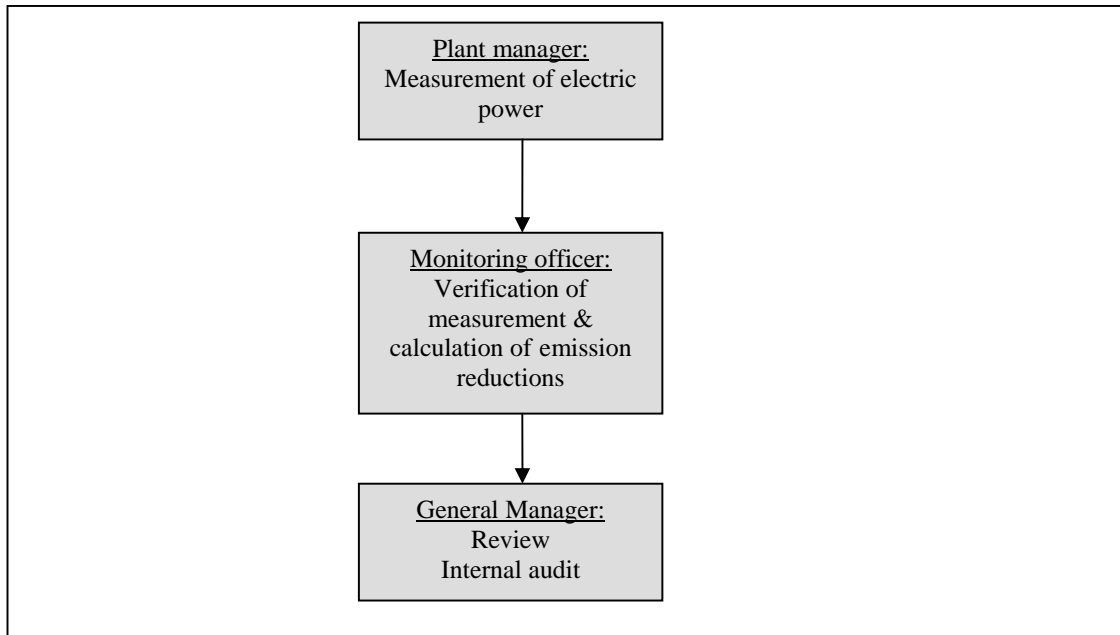 Plant manager:
Measurement of electric
power
Monitoring officer:
Verification of
measurement &
calculation of emission
reductions
General Manager:
Review
Internal audit